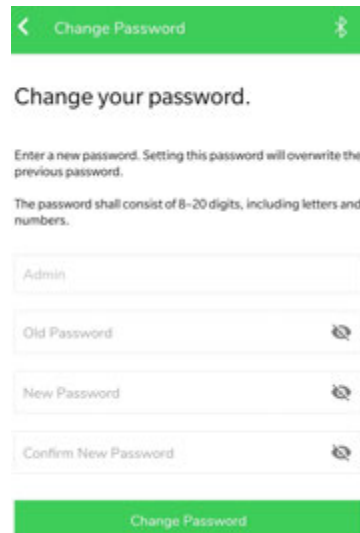 Change Password
Change your password.
Enter a new password. Setting this password will overwrite the
previous password.
The password shall consist of 8–20 digits, including letters and
numbers.
Admin
Old Password
New Password
Confirm New Password
Change Password